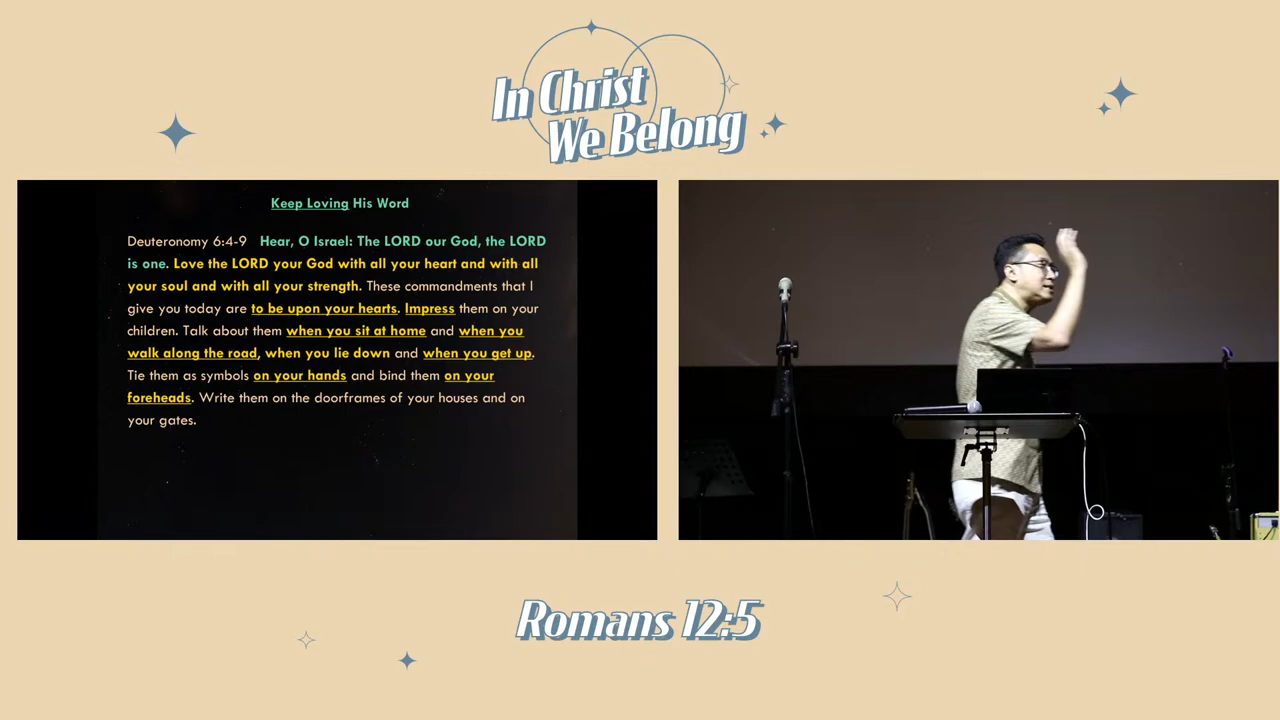 In Christ
We Belong
Keep Loving His Word
Deuteronomy 6:4-9 Hear, O Israel: The LORD our God, the LORD
is one. Love the LORD your God with all your heart and with all
your soul and with all your strength. These commandments that I
give you today are to be upon your hearts. Impress them on your
children. Talk about them when you sit at home and when you
walk along the road, when you lie down and when you get up.
Tie them as symbols on your hands and bind them on your
foreheads. Write them on the doorframes of your houses and on
your gates.
Romans 12:5